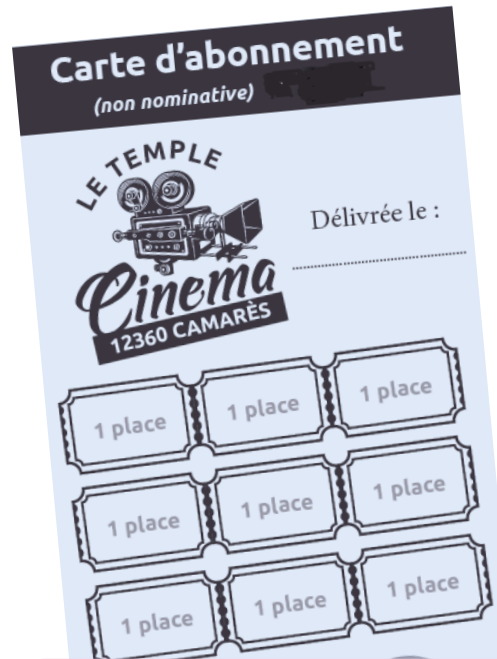 Carte d'abonnement
(non nominative)
LE TEMPLE
Cinema
12360 CAMARÈS
Délivrée le :
1 place 1 place 1 place
1 place 1 place 1 place
1 place 1 place 1 place